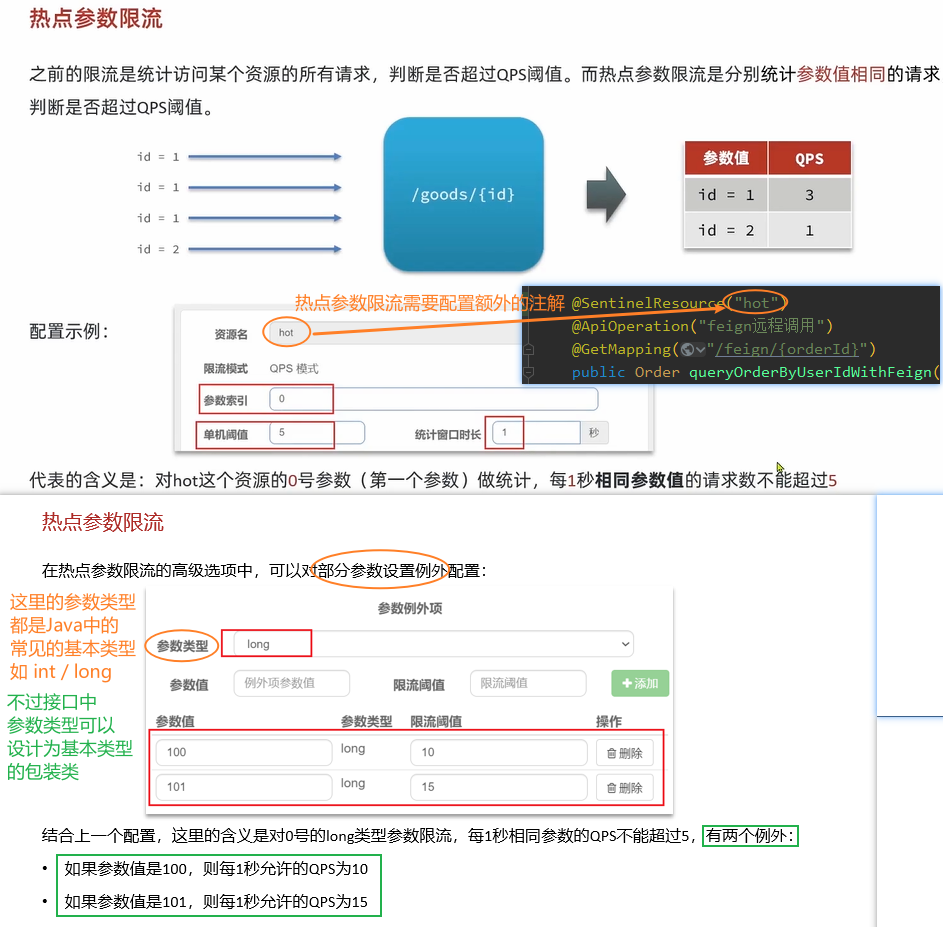 热点参数限流
之前的限流是统计访问某个资源的所有请求，判断是否超过QPS阈值。而热点参数限流是分别统计参数值相同的请求
判断是否超过QPS阈值。
id = 1
id = 1
id = 1
id = 2
/goods/{id}
参数值 QPS
id = 1 3
id = 2 1
热点参数限流需要配置额外的注解
配置示例：
资源名 hot
限流模式 QPS 模式
参数索引 0
单机阈值 5 统计窗口时长 1 秒
@SentinelResource("hot")
@ApiOperation("feign远程调用")
@GetMapping("/feign/{orderId}")
public Order queryOrderByUserIdWithFeign(
代表的含义是：对hot这个资源的0号参数（第一个参数）做统计，每1秒相同参数值的请求数不能超过5
热点参数限流
在热点参数限流的高级选项中，可以对部分参数设置例外配置：
这里的参数类型
都是Java中的
常见的基本类型
如 int / long
不过接口中
参数类型可以
设计为基本类型
的包装类
参数例外项
参数类型 long
参数值 例外项参数值 限流阈值 限流阈值 +添加
参数值 参数类型 限流阈值 操作
100 long 10 删除
101 long 15 删除
结合上一个配置，这里的含义是对0号的long类型参数限流，每1秒相同参数的QPS不能超过5，有两个例外：
• 如果参数值是100，则每1秒允许的QPS为10
• 如果参数值是101，则每1秒允许的QPS为15